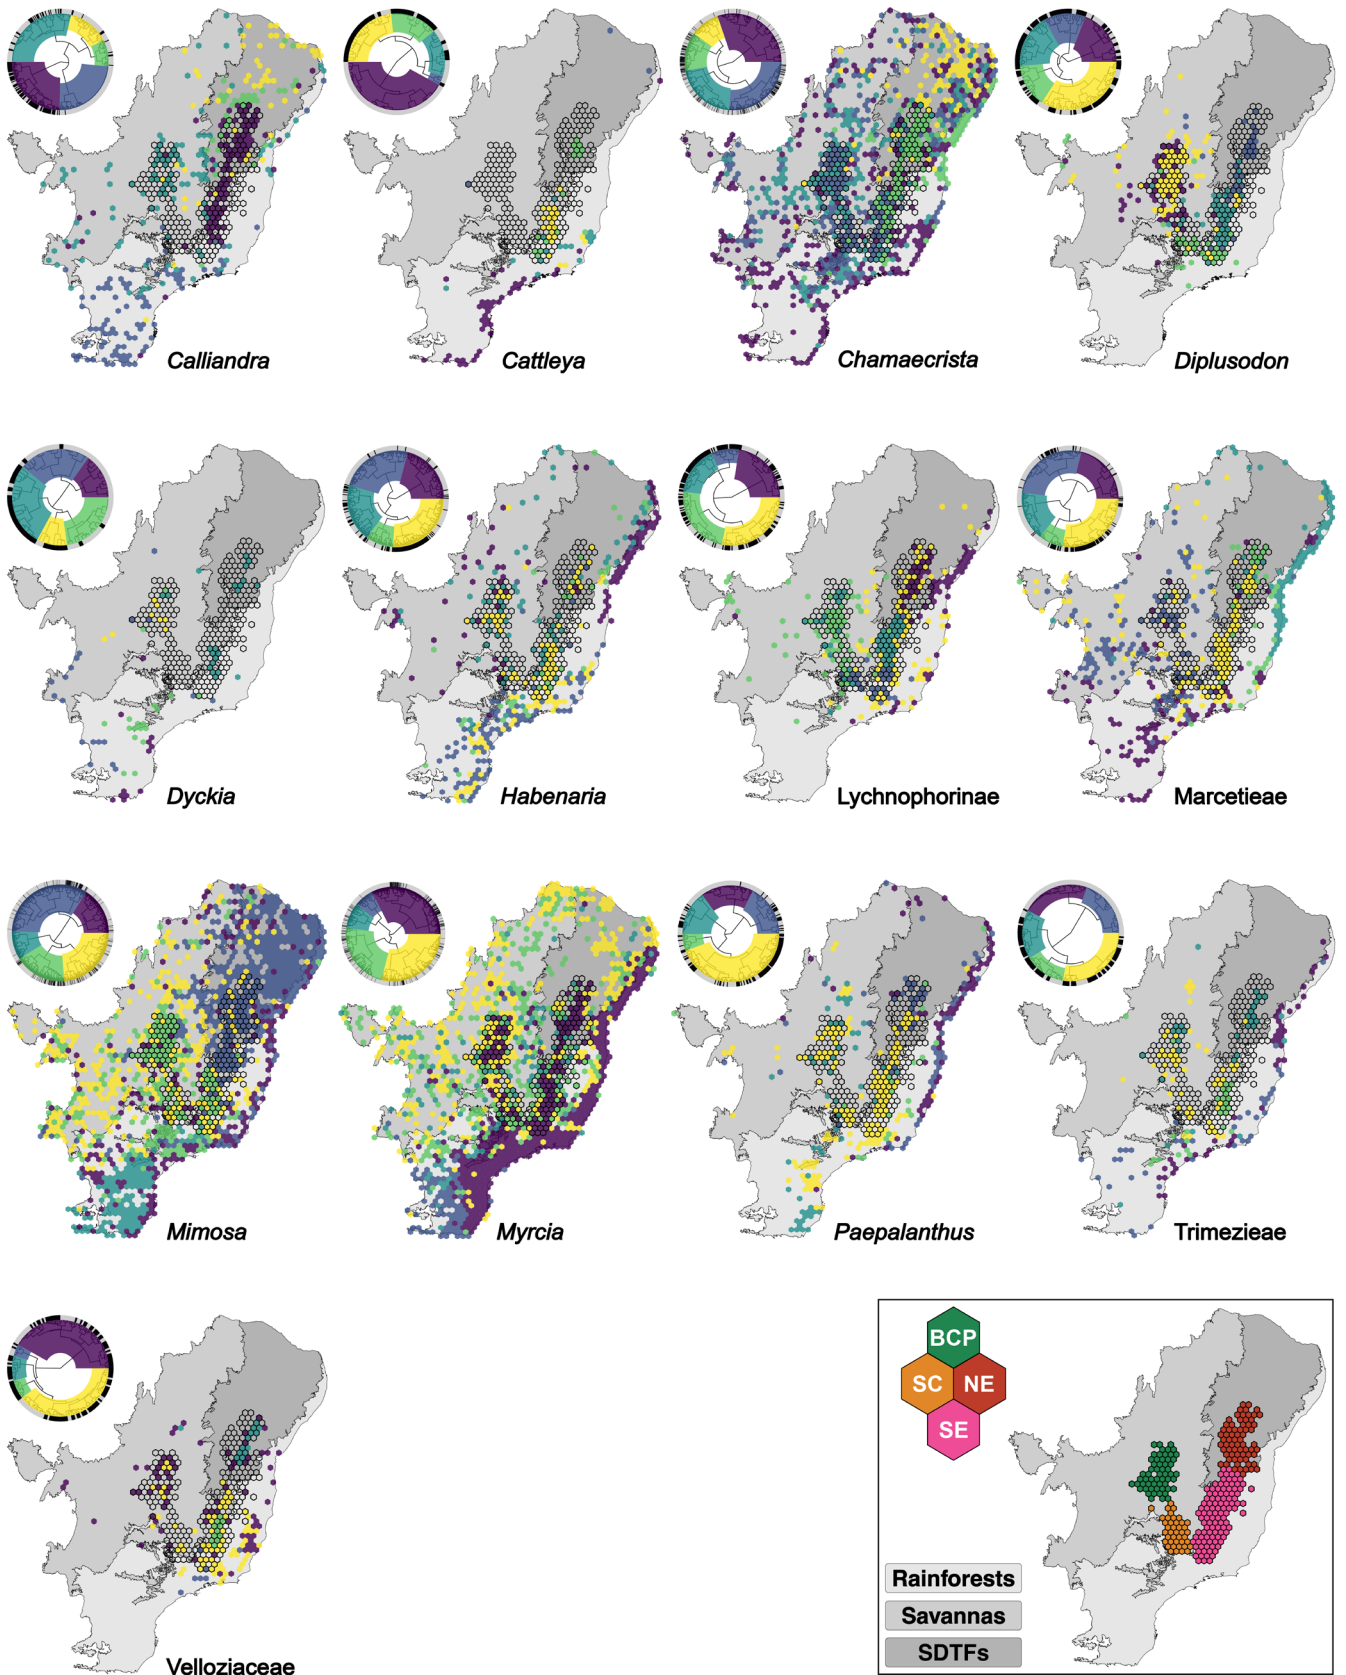 Calliandra
Cattleya
Chamaecrista
Diplusodon
Dyckia
Habenaria
Lychnophorinae
Marcetieae
Mimosa
Myrcia
Paepalanthus
Trimezieae
Velloziaceae
BCP
SC NE
SE
Rainforests
Savannas
SDTFs